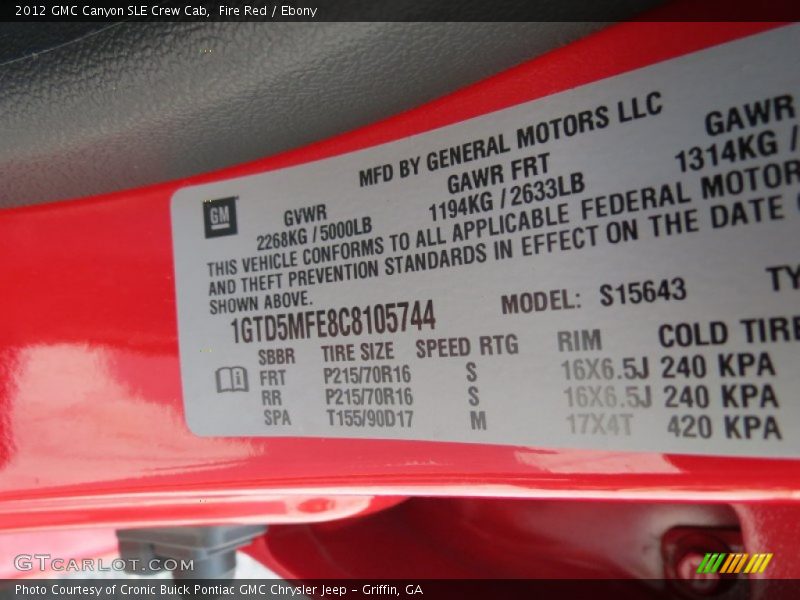 2012 GMC Canyon SLE Crew Cab, Fire Red / Ebony
MFD BY GENERAL MOTORS LLC
GM
GVWR GAWR FRT GAWR
2268KG / 5000LB 1194KG / 2633LB 1314KG /
THIS VEHICLE CONFORMS TO ALL APPLICABLE FEDERAL MOTOR
AND THEFT PREVENTION STANDARDS IN EFFECT ON THE DATE
SHOWN ABOVE.
1GTD5MFE8C8105744 MODEL: S15643 TY
SBBR TIRE SIZE SPEED RTG RIM COLD TIRE
FRT P215/70R16 S 16X6.5J 240 KPA
RR P215/70R16 S 16X6.5J 240 KPA
SPA T155/90D17 M 17X4T 420 KPA
GTCARLOT.COM
Photo Courtesy of Cronic Buick Pontiac GMC Chrysler Jeep - Griffin, GA